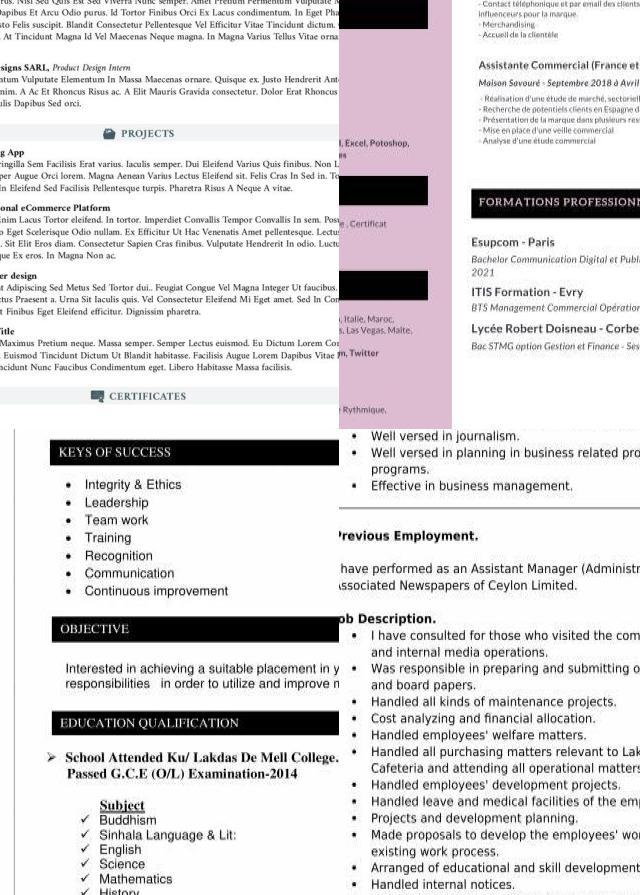 rus. Nisi Sed Quis Est Viverra Nunc semper. Amet Pretium Fermentum Vulputate M
Dapibus Et Arcu Odio purus. Id Tortor Finibus Orci Ex Lacus condimentum. In Eget Pha
sto Felis suscipit. Blandit Consectetur Pellentesque Vel Efficitur Vitae Tincidunt dictum.
At Tincidunt Magna Id Vel Maecenas Neque magna. In Magna Varius Tellus Vitae orna
signs SARL, Product Design Intern
ntum Vulputate Elementum In Massa Maecenas ornare. Quisque ex. Justo Hendrerit Ante
nim. A Ac Et Rhoncus Risus ac. A Elit Mauris Gravida consectetur. Dolor Erat Rhoncus
ulis Dapibus Sed orci.
PROJECTS
g App
ringilla Sem Facilisis Erat varius. Iaculis semper. Dui Eleifend Varius Quis finibus. Non L
per Augue Orci lorem. Magna Aenean Varius Lectus Eleifend sit. Felis Cras In Sed in. To
In Eleifend Sed Facilisis Pellentesque turpis. Pharetra Risus A Neque A vitae.
onal eCommerce Platform
nim Lacus Tortor eleifend. In tortor. Imperdiet Convallis Tempor Convallis In sem. Posu
o Eget Scelerisque Odio nullam. Ex Efficitur Ut Hac Venenatis Amet pellentesque. Lectus
. Sit Elit Eros diam. Consectetur Sapien Cras finibus. Vulputate Hendrerit In odio. Luctu
que Ex eros. In Magna Non ac.
er design
t Adipiscing Sed Metus Sed Tortor dui.. Feugiat Congue Vel Magna Integer Ut faucibus.
ctus Praesent a. Urna Sit Iaculis quis. Vel Consectetur Eleifend Mi Eget amet. Sed In Con
t Finibus Eget Eleifend efficitur. Dignissim pharetra.
Title
Maximus Pretium neque. Massa semper. Semper Lectus euismod. Eu Dictum Lorem Co
. Euismod Tincidunt Dictum Ut Blandit habitasse. Facilisis Augue Lorem Dapibus Vitae
ncidunt Nunc Faucibus Condimentum eget. Libero Habitasse Massa facilisis.
CERTIFICATES
l, Excel, Potoshop,
es
e , Certificat
, Italie, Maroc,
s, Las Vegas, Malte,
m, Twitter
e Rythmique,
- Contact téléphonique et par email des clients
influenceurs pour la marque.
- Merchandising
- Accueil de la clientèle
Assistante Commercial (France et
Maison Savouré - Septembre 2018 à Avril
- Réalisation d'une étude de marché, sectoriell
- Recherche de potentiels clients en Espagne d
- Présentation de la marque dans plusieurs res
- Mise en place d'une veille commercial
- Analyse d'une étude commercial
FORMATIONS PROFESSIONN
Esupcom - Paris
Bachelor Communication Digital et Publ
2021
ITIS Formation - Evry
BTS Management Commercial Opération
Lycée Robert Doisneau - Corbe
Bac STMG option Gestion et Finance - Ses
KEYS OF SUCCESS
• Integrity & Ethics
• Leadership
• Team work
• Training
• Recognition
• Communication
• Continuous improvement
OBJECTIVE
Interested in achieving a suitable placement in y
responsibilities in order to utilize and improve m
EDUCATION QUALIFICATION
➢ School Attended Ku/ Lakdas De Mell College.
Passed G.C.E (O/L) Examination-2014
Subject
✓ Buddhism
✓ Sinhala Language & Lit:
✓ English
✓ Science
✓ Mathematics
✓ History
• Well versed in journalism.
• Well versed in planning in business related pro
programs.
• Effective in business management.
Previous Employment.
have performed as an Assistant Manager (Administr
Associated Newspapers of Ceylon Limited.
ob Description.
• I have consulted for those who visited the com
and internal media operations.
• Was responsible in preparing and submitting o
and board papers.
• Handled all kinds of maintenance projects.
• Cost analyzing and financial allocation.
• Handled employees' welfare matters.
• Handled all purchasing matters relevant to Lak
Cafeteria and attending all operational matters
• Handled employees' development projects.
• Handled leave and medical facilities of the emp
• Projects and development planning.
• Made proposals to develop the employees' wor
existing work process.
• Arranged of educational and skill development
• Handled internal notices.